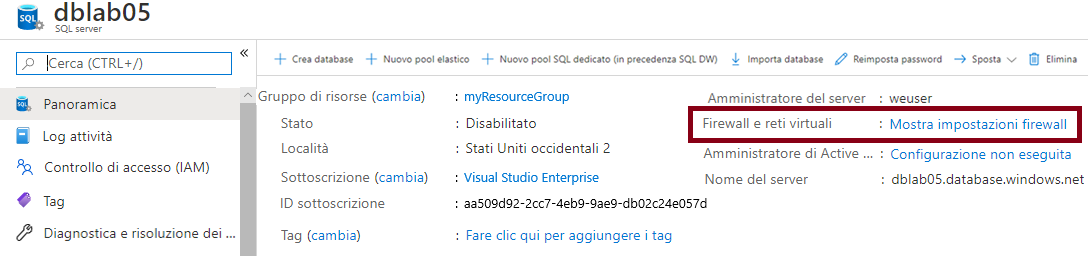 dblab05
SQL server
Cerca (CTRL+/)
Panoramica
Log attività
Controllo di accesso (IAM)
Tag
Diagnostica e risoluzione dei ...
Crea database
Nuovo pool elastico
Nuovo pool SQL dedicato (in precedenza SQL DW)
Importa database
Reimposta password
Sposta
Elimina
Gruppo di risorse (cambia) : myResourceGroup
Stato : Disabilitato
Località : Stati Uniti occidentali 2
Sottoscrizione (cambia) : Visual Studio Enterprise
ID sottoscrizione : aa509d92-2cc7-4eb9-9ae9-db02c24e057d
Tag (cambia) : Fare clic qui per aggiungere i tag
Amministratore del server : weuser
Firewall e reti virtuali : Mostra impostazioni firewall
Amministratore di Active ... : Configurazione non eseguita
Nome del server : dblab05.database.windows.net